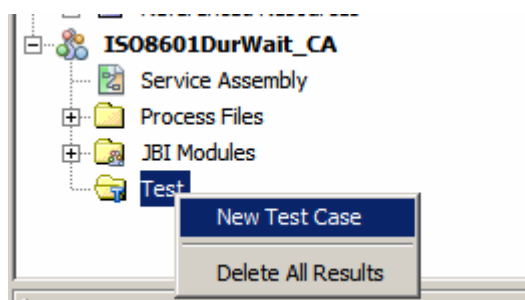 ISO8601DurWait_CA
Service Assembly
Process Files
JBI Modules
Test
New Test Case
Delete All Results